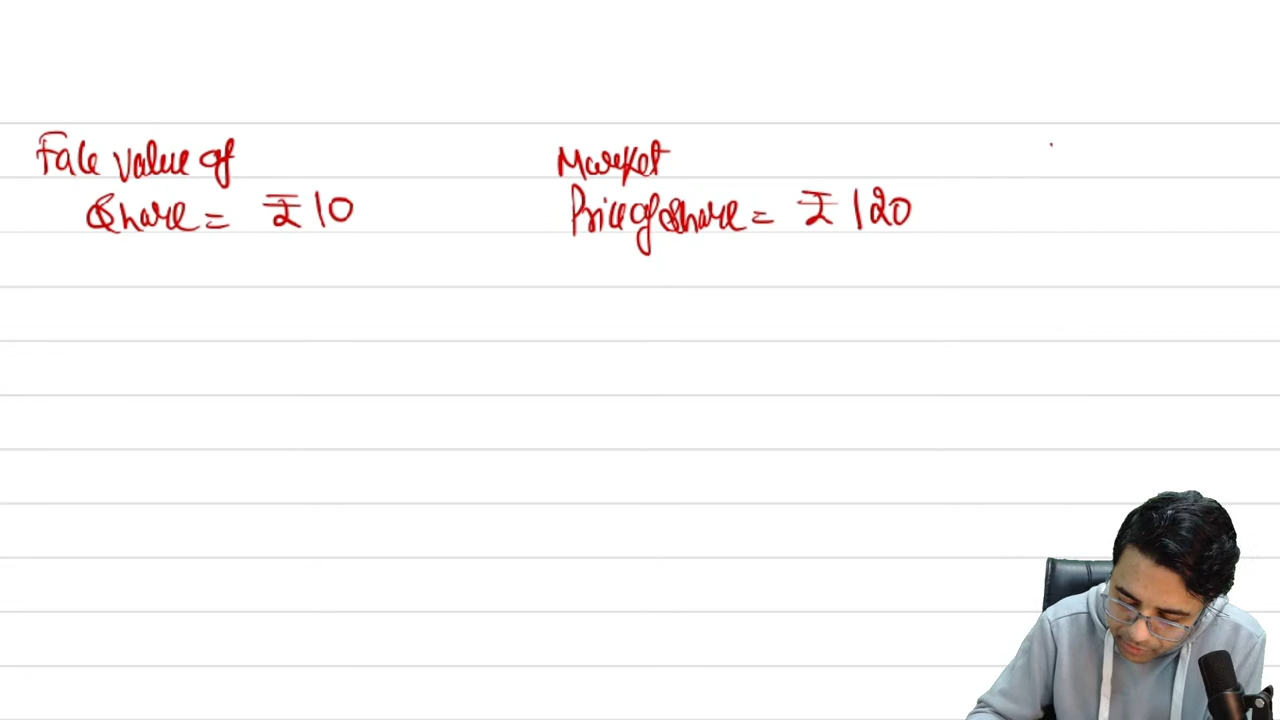 Face Value of
Share = ₹ 10
Market
Price of Share = ₹ 120